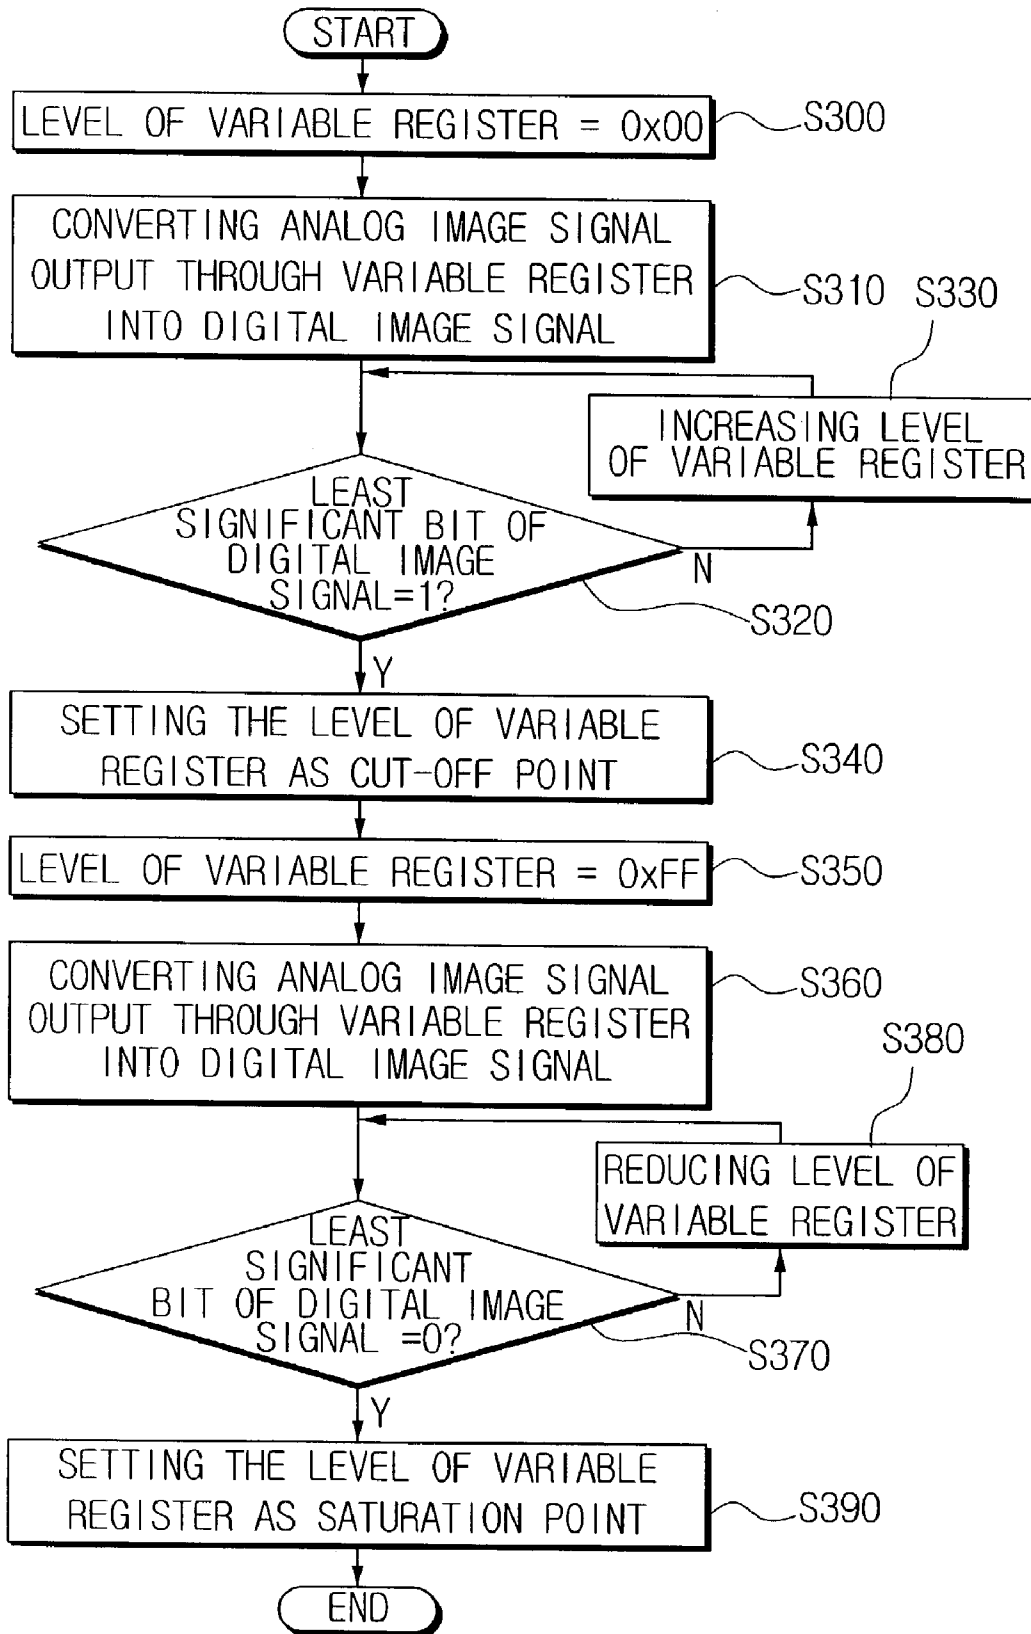 START
LEVEL OF VARIABLE REGISTER = 0x00
S300
CONVERTING ANALOG IMAGE SIGNAL
OUTPUT THROUGH VARIABLE REGISTER
INTO DIGITAL IMAGE SIGNAL
S310
S330
INCREASING LEVEL
OF VARIABLE REGISTER
LEAST
SIGNIFICANT BIT OF
DIGITAL IMAGE
SIGNAL=1?
N
S320
Y
SETTING THE LEVEL OF VARIABLE
REGISTER AS CUT-OFF POINT
S340
LEVEL OF VARIABLE REGISTER = 0xFF
S350
CONVERTING ANALOG IMAGE SIGNAL
OUTPUT THROUGH VARIABLE REGISTER
INTO DIGITAL IMAGE SIGNAL
S360
S380
REDUCING LEVEL OF
VARIABLE REGISTER
LEAST
SIGNIFICANT
BIT OF DIGITAL IMAGE
SIGNAL =0?
N
S370
Y
SETTING THE LEVEL OF VARIABLE
REGISTER AS SATURATION POINT
S390
END